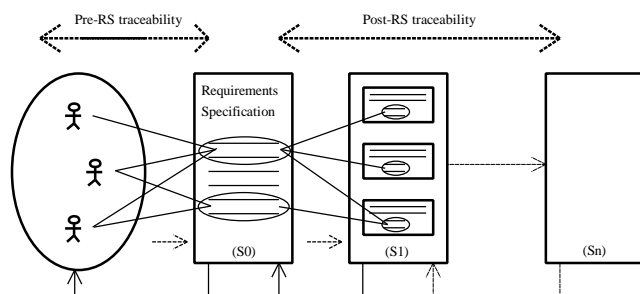 Pre-RS traceability
Post-RS traceability
Requirements
Specification
(S0)
(S1)
(Sn)